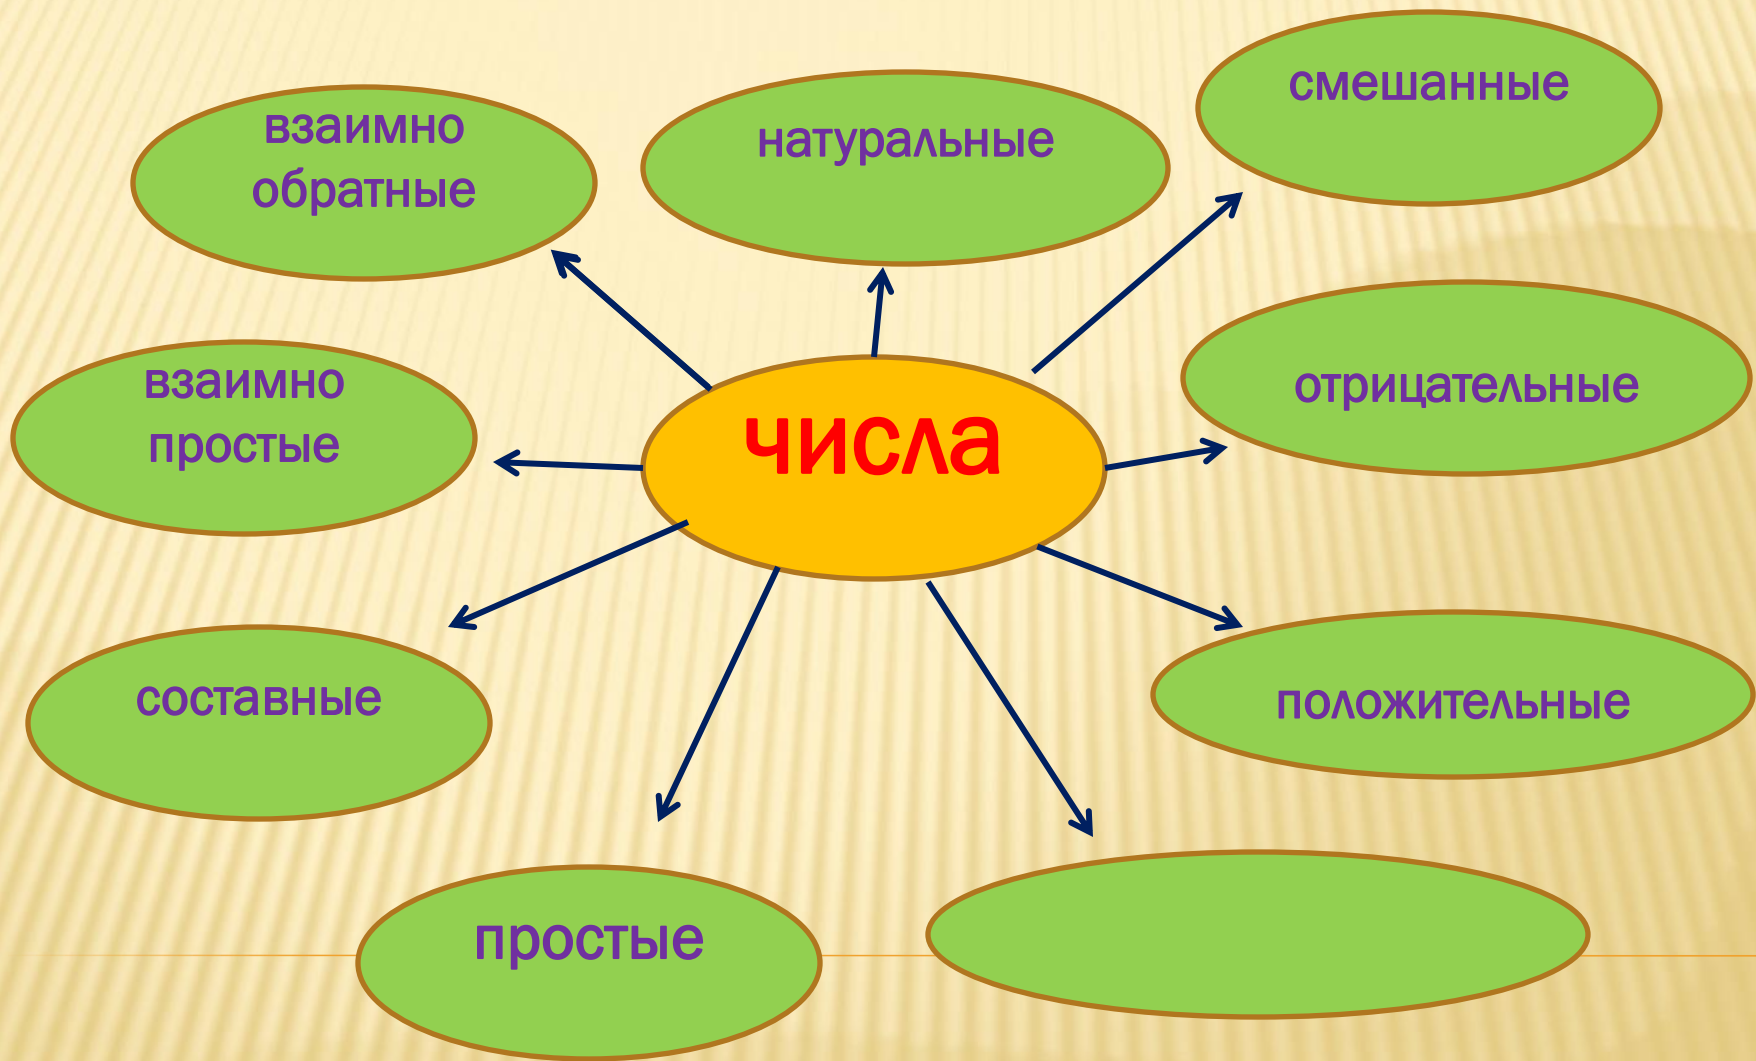 смешанные
взаимно
обратные
натуральные
взаимно
простые
отрицательные
числа
составные
положительные
простые